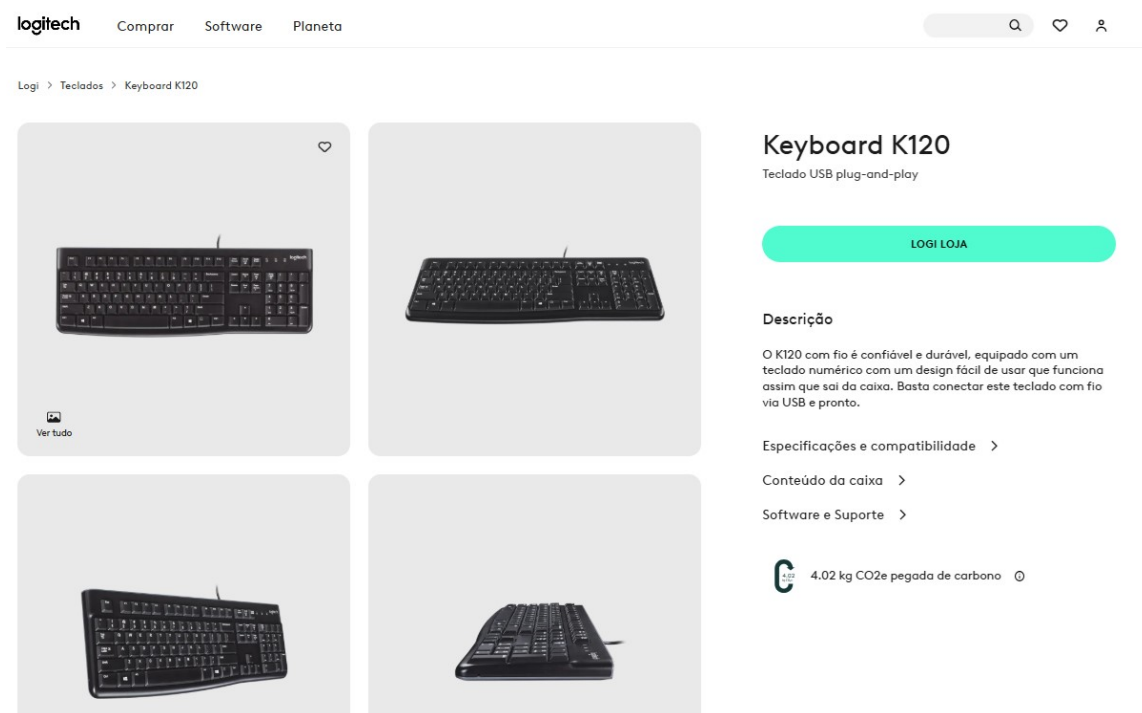 logitech Comprar Software Planeta
Logi > Teclados > Keyboard K120
Keyboard K120
Teclado USB plug-and-play
LOGI LOJA
Descrição
O K120 com fio é confiável e durável, equipado com um
teclado numérico com um design fácil de usar que funciona
assim que sai da caixa. Basta conectar este teclado com fio
via USB e pronto.
Ver tudo
Especificações e compatibilidade >
Conteúdo da caixa >
Software e Suporte >
4.02
4.02 kg CO2e pegada de carbono